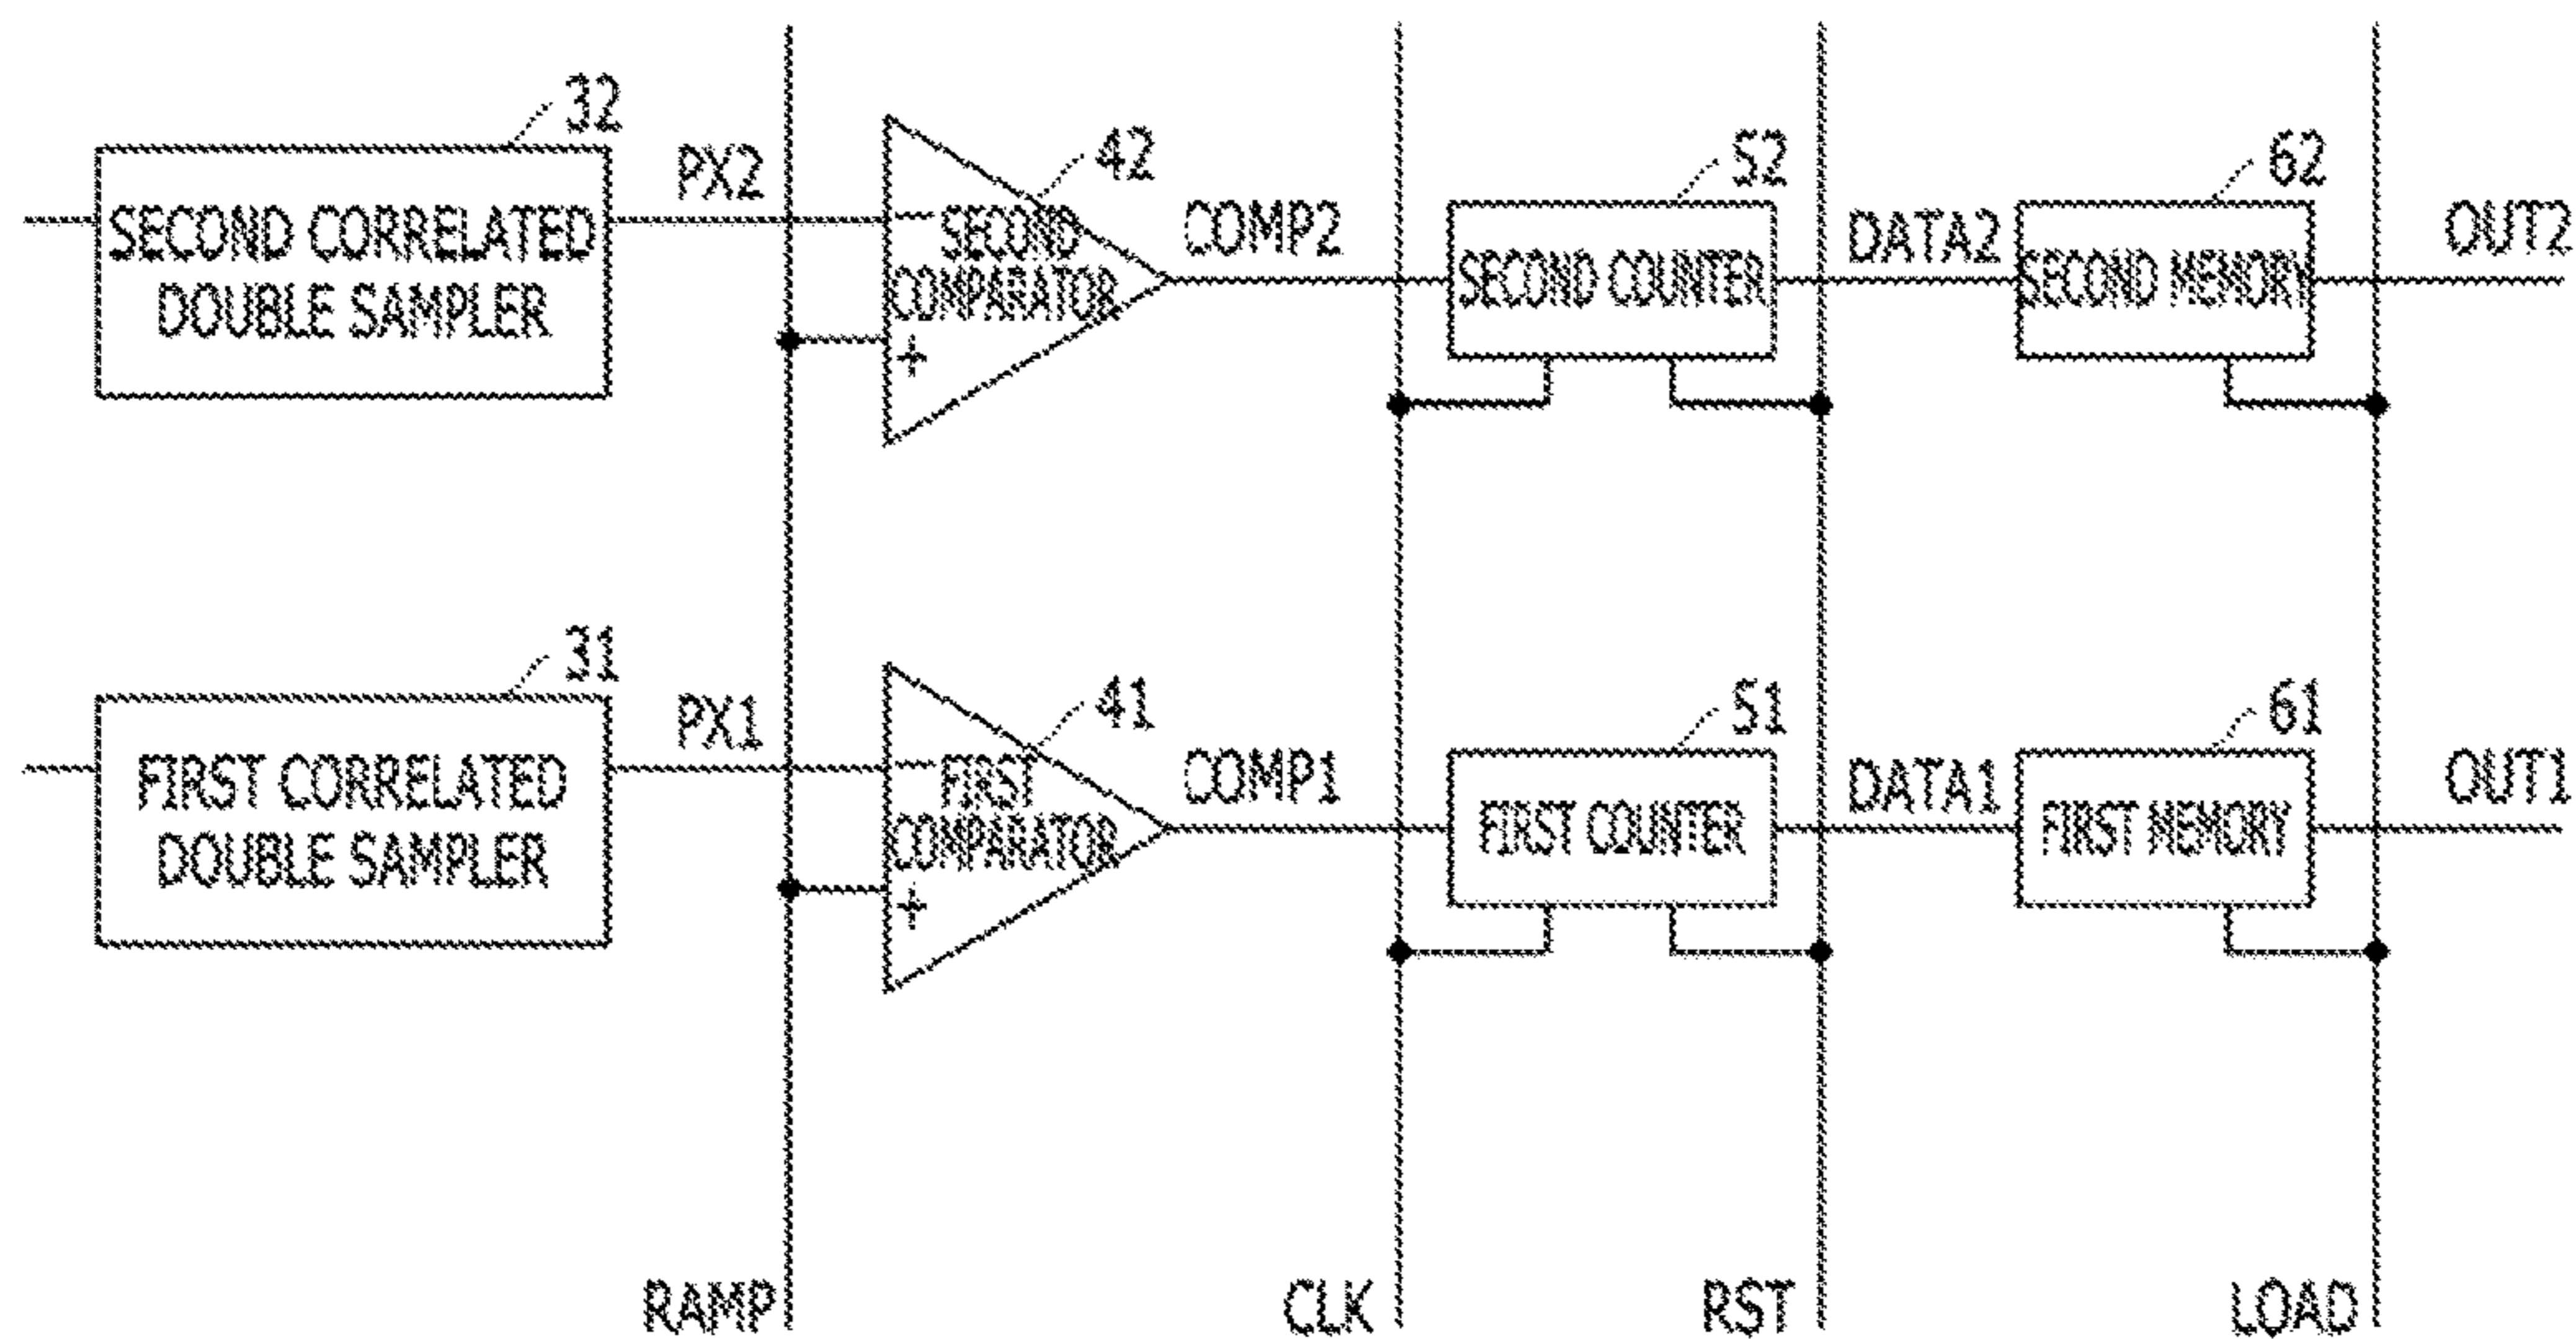 32
PX2
42
52
62
SECOND CORRELATED
DOUBLE SAMPLER
− SECOND
COMPARATOR
+
COMP2
SECOND COUNTER
DATA2
SECOND MEMORY
OUT2
31
PX1
41
51
61
FIRST CORRELATED
DOUBLE SAMPLER
− FIRST
COMPARATOR
+
COMP1
FIRST COUNTER
DATA1
FIRST MEMORY
OUT1
RAMP
CLK
RST
LOAD